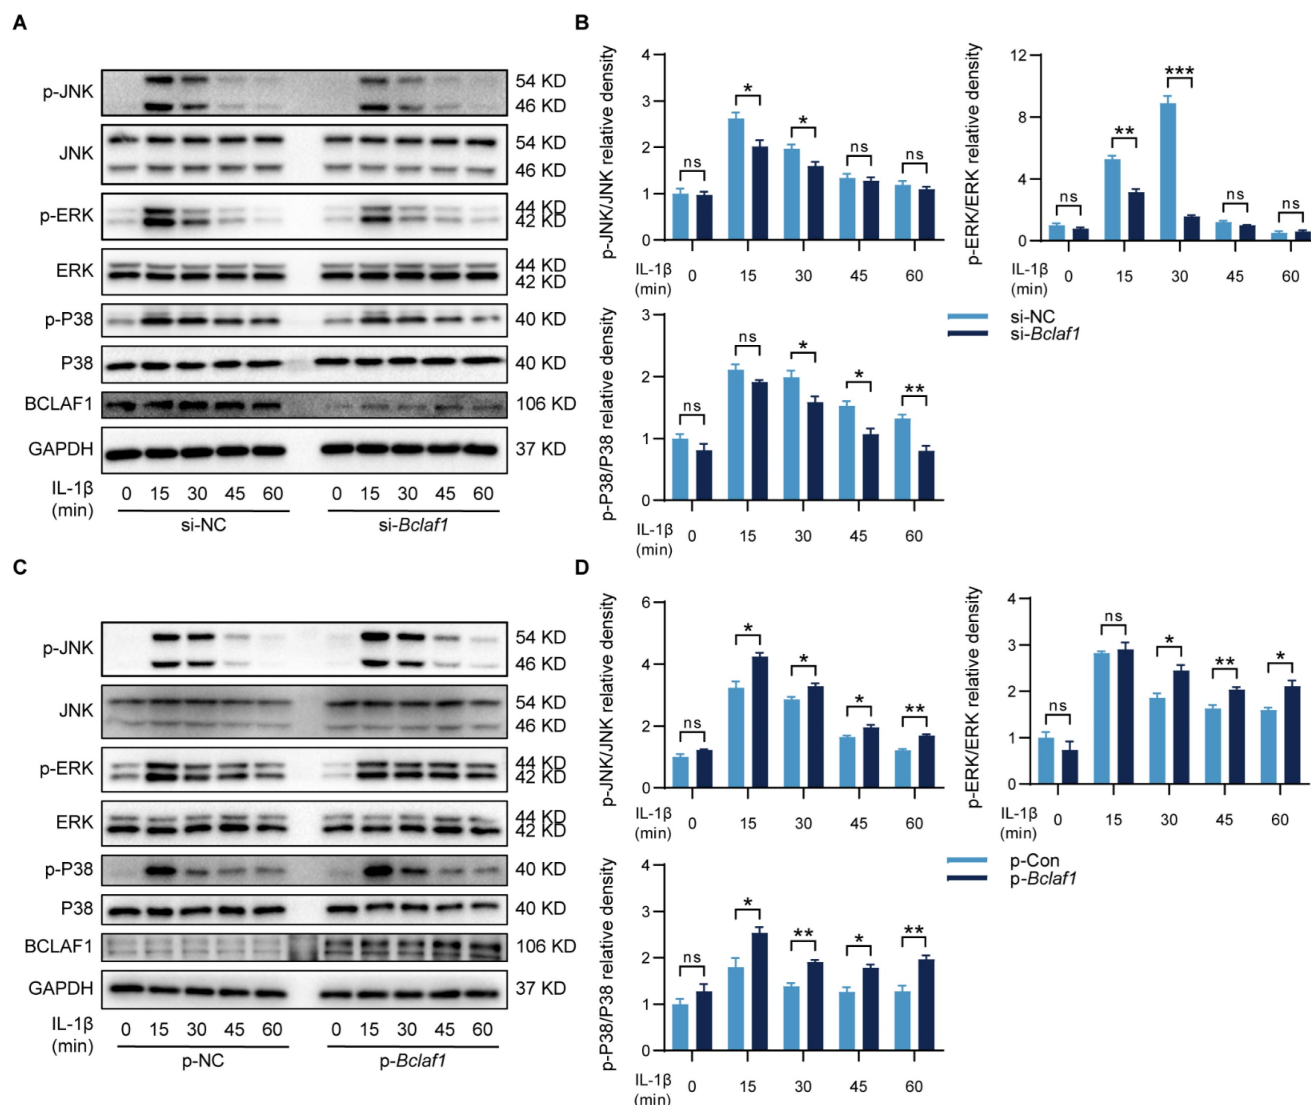 A
p-JNK
54 KD
46 KD
JNK
54 KD
46 KD
p-ERK
44 KD
42 KD
ERK
44 KD
42 KD
p-P38
40 KD
P38
40 KD
BCLAF1
106 KD
GAPDH
37 KD
IL-1β
(min)
0 15 30 45 60 0 15 30 45 60
si-NC si-Bclaf1
B
p-JNK/JNK relative density
4
3
2
1
0
ns * * ns ns
IL-1β
(min)
0 15 30 45 60
p-ERK/ERK relative density
12
8
4
0
ns ** *** ns ns
IL-1β
(min)
0 15 30 45 60
p-P38/P38 relative density
3
2
1
0
ns ns * * **
IL-1β
(min)
0 15 30 45 60
si-NC
si-Bclaf1
C
p-JNK
54 KD
46 KD
JNK
54 KD
46 KD
p-ERK
44 KD
42 KD
ERK
44 KD
42 KD
p-P38
40 KD
P38
40 KD
BCLAF1
106 KD
GAPDH
37 KD
IL-1β
(min)
0 15 30 45 60 0 15 30 45 60
p-NC p-Bclaf1
D
p-JNK/JNK relative density
6
4
2
0
ns * * * **
IL-1β
(min)
0 15 30 45 60
p-ERK/ERK relative density
4
3
2
1
0
ns ns * ** *
IL-1β
(min)
0 15 30 45 60
p-P38/P38 relative density
4
3
2
1
0
ns * ** * **
IL-1β
(min)
0 15 30 45 60
p-Con
p-Bclaf1